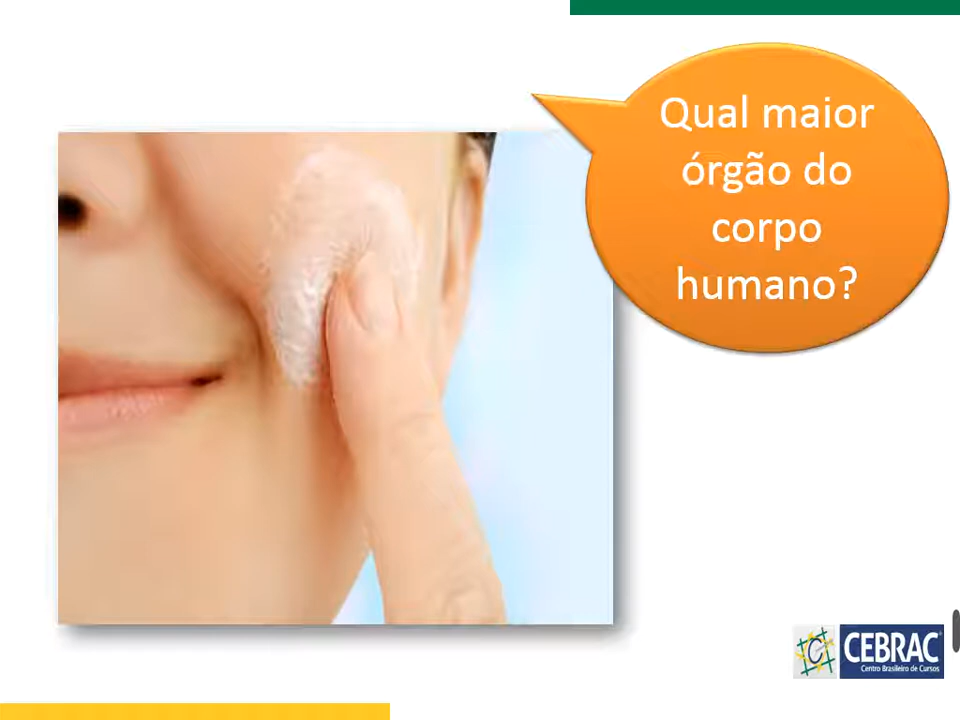 Qual maior
órgão do
corpo
humano?
CEBRAC
Centro Brasileiro de Cursos